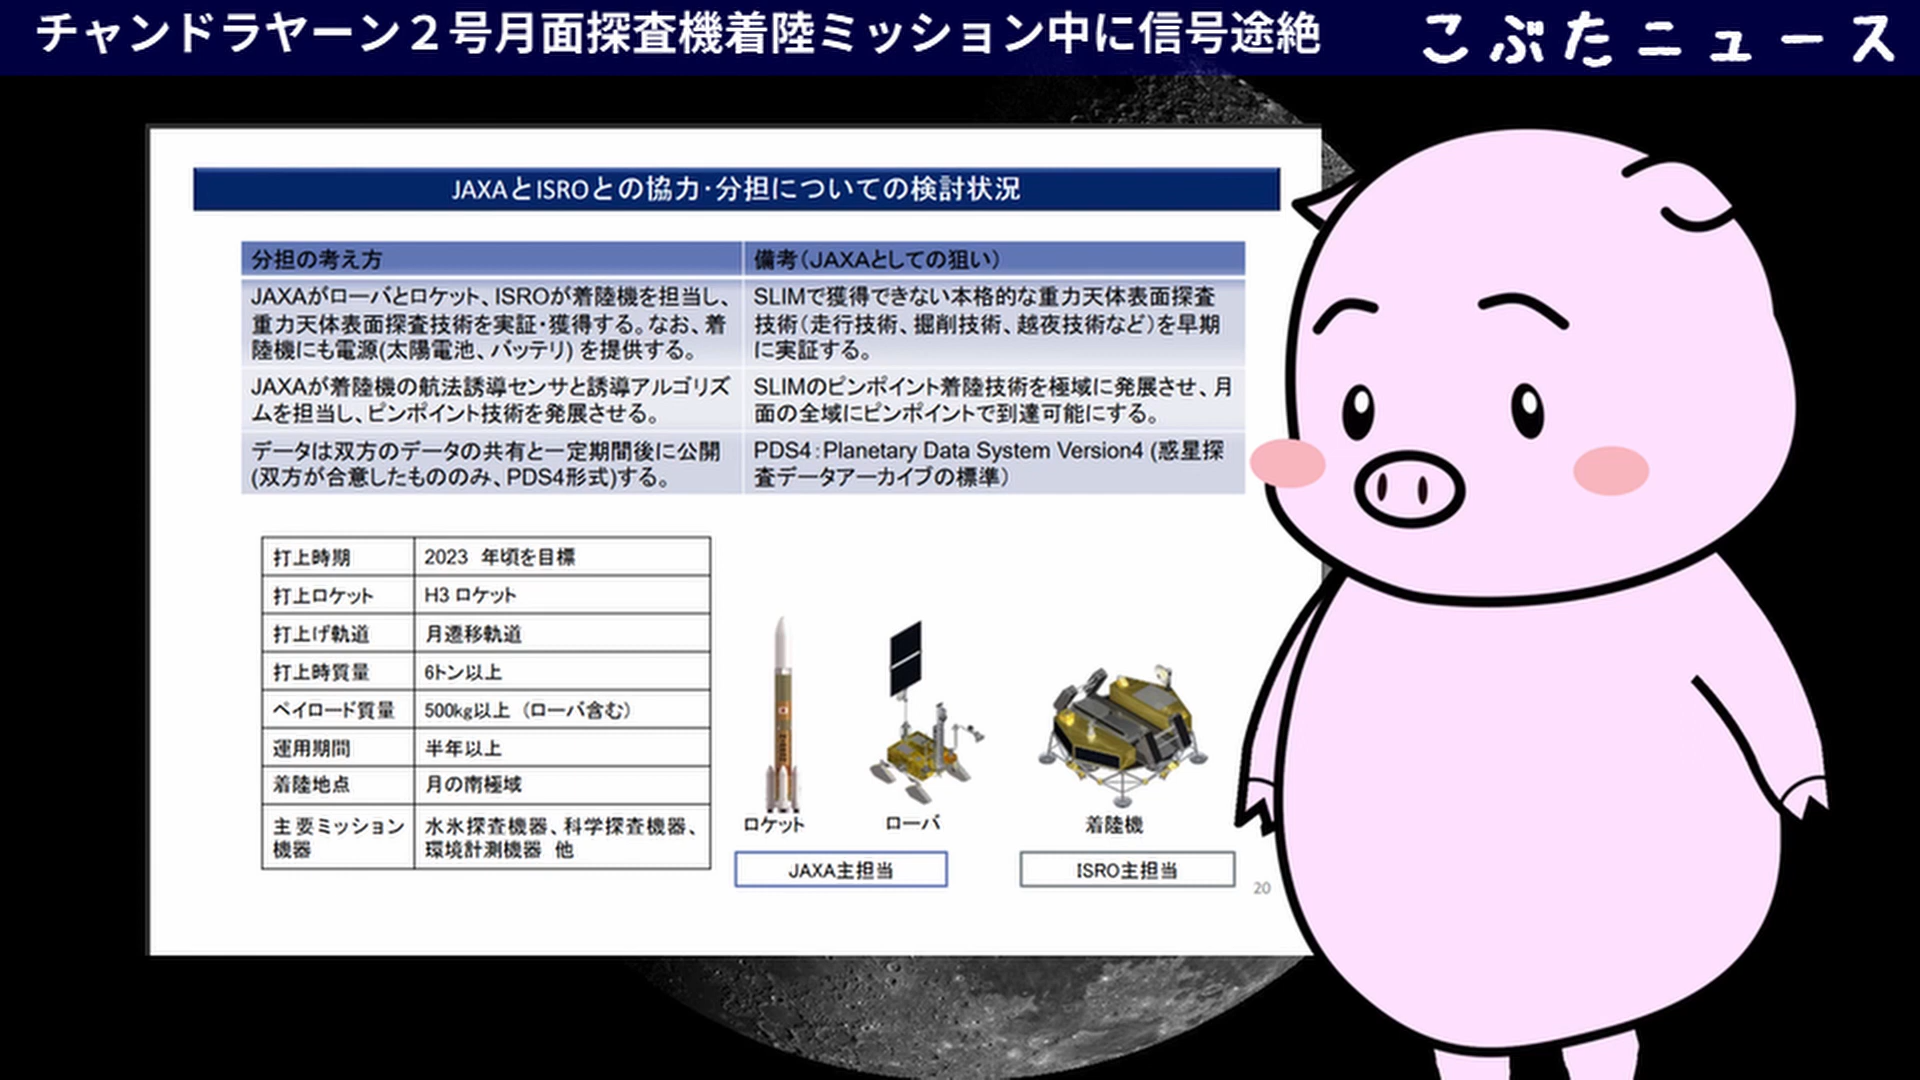 チャンドラヤーン２号月面探査機着陸ミッション中に信号途絶
こぶたニュース
JAXAとISROとの協力・分担についての検討状況
分担の考え方
備考（JAXAとしての狙い）
JAXAがローバとロケット、ISROが着陸機を担当し、
重力天体表面探査技術を実証・獲得する。なお、着
陸機にも電源(太陽電池、バッテリ) を提供する。
SLIMで獲得できない本格的な重力天体表面探査
技術（走行技術、掘削技術、越夜技術など）を早期
に実証する。
JAXAが着陸機の航法誘導センサと誘導アルゴリズ
ムを担当し、ピンポイント技術を発展させる。
SLIMのピンポイント着陸技術を極域に発展させ、月
面の全域にピンポイントで到達可能にする。
データは双方のデータの共有と一定期間後に公開
(双方が合意したもののみ、PDS4形式)する。
PDS4：Planetary Data System Version4 (惑星探
査データアーカイブの標準）
打上時期
2023　年頃を目標
打上ロケット
H3 ロケット
打上げ軌道
月遷移軌道
打上時質量
6トン以上
ペイロード質量
500kg以上（ローバ含む）
運用期間
半年以上
着陸地点
月の南極域
主要ミッション
機器
水氷探査機器、科学探査機器、
環境計測機器　他
ロケット
ローバ
着陸機
JAXA主担当
ISRO主担当
20